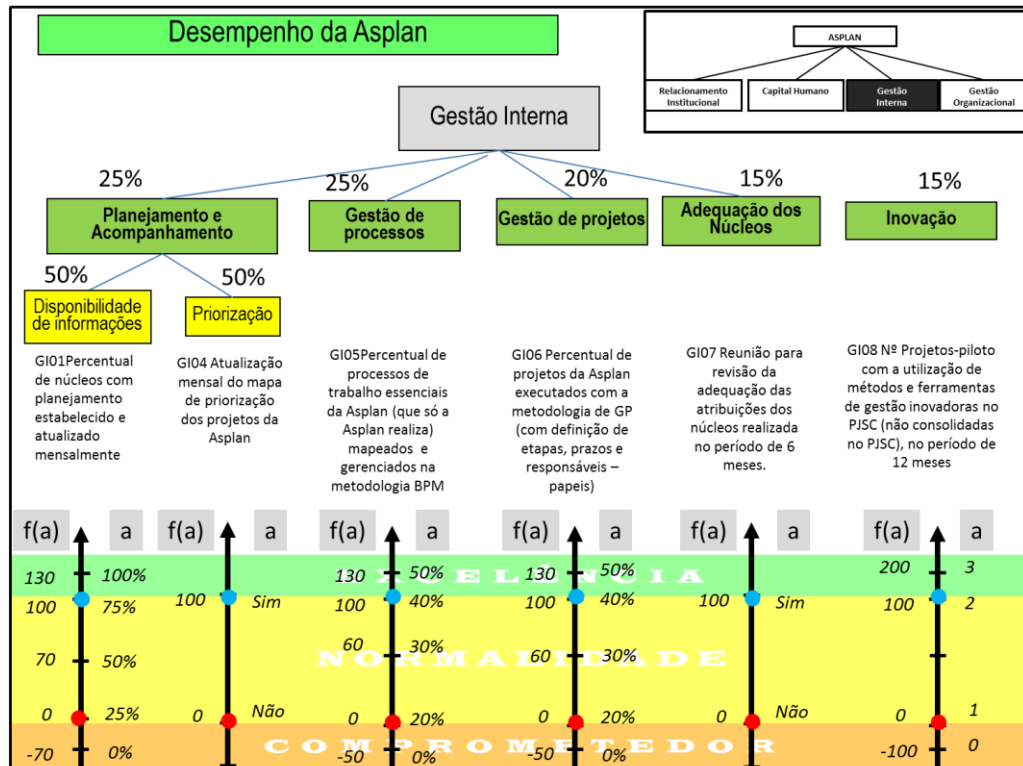 Desempenho da Asplan
ASPLAN
Relacionamento
Institucional
Capital Humano
Gestão
Interna
Gestão
Organizacional
Gestão Interna
25%
25%
20%
15%
15%
Planejamento e
Acompanhamento
Gestão de
processos
Gestão de projetos
Adequação dos
Núcleos
Inovação
50%
50%
Disponibilidade
de informações
Priorização
GI01Percentual
de núcleos com
planejamento
estabelecido e
atualizado
mensalmente
GI04 Atualização
mensal do mapa
de priorização
dos projetos da
Asplan
GI05Percentual de
processos de
trabalho essenciais
da Asplan (que só a
Asplan realiza)
mapeados e
gerenciados na
metodologia BPM
GI06 Percentual de
projetos da Asplan
executados com a
metodologia de GP
(com definição de
etapas, prazos e
responsáveis –
papeis)
GI07 Reunião para
revisão da
adequação das
atribuições dos
núcleos realizada
no período de 6
meses.
GI08 Nº Projetos-piloto
com a utilização de
métodos e ferramentas
de gestão inovadoras no
PJSC (não consolidadas
no PJSC), no período de
12 meses
f(a) a f(a) a f(a) a f(a) a f(a) a f(a) a
EXCELÊNCIA
130 100% 130 50% 130 50% 200 3
100 75% 100 Sim 100 40% 100 40% 100 Sim 100 2
NORMALIDADE
70 50% 60 30% 60 30%
0 25% 0 Não 0 20% 0 20% 0 Não 0 1
COMPROMETEDOR
-70 0% -50 0% -50 0% -100 0